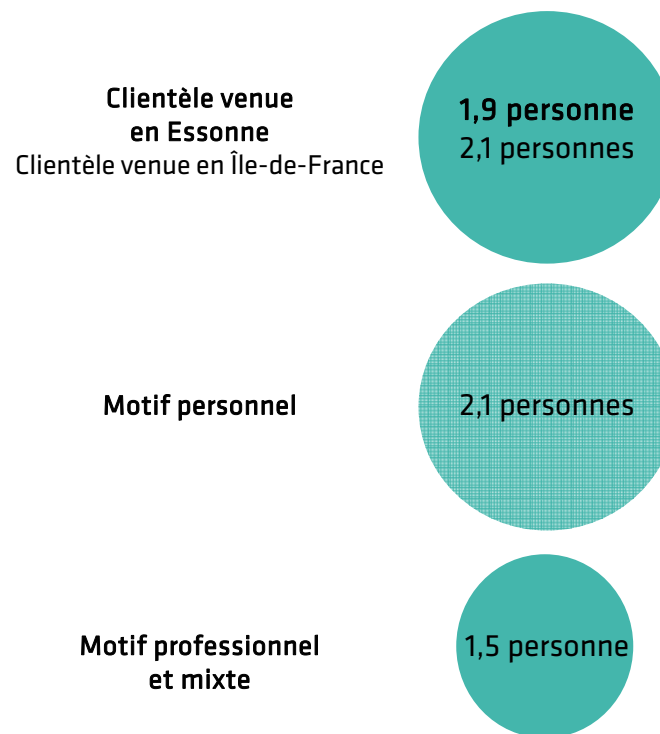 Clientèle venue
en Essonne
Clientèle venue en Île-de-France
1,9 personne
2,1 personnes
Motif personnel
2,1 personnes
Motif professionnel
et mixte
1,5 personne